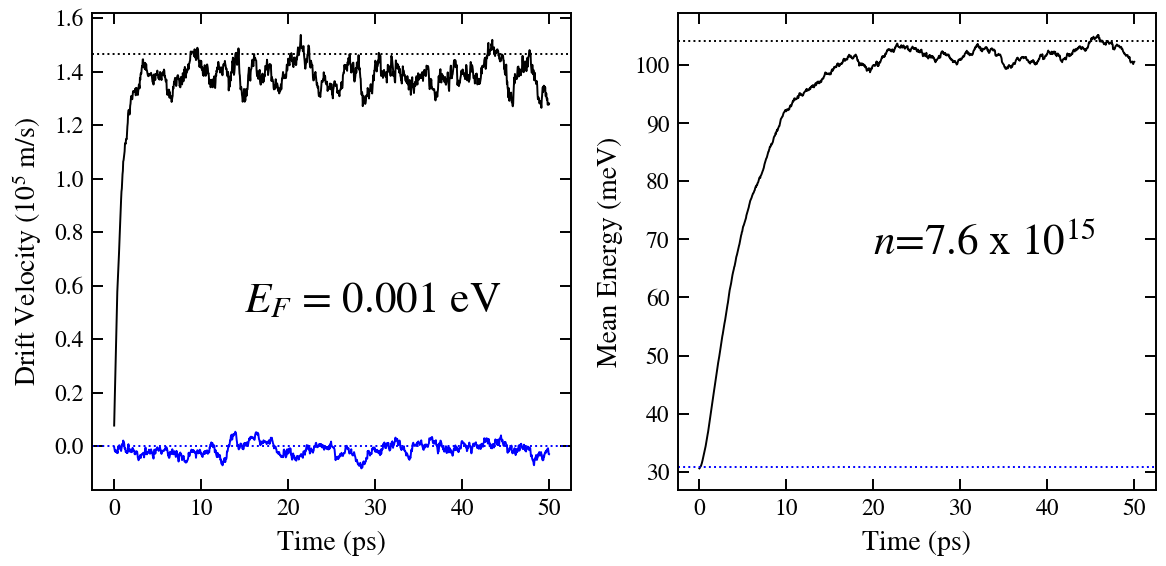 1.6
1.4
1.2
1.0
0.8
0.6
0.4
0.2
0.0
Drift Velocity (10⁵ m/s)
E_F = 0.001 eV
0 10 20 30 40 50
Time (ps)
100
90
80
70
60
50
40
30
Mean Energy (meV)
n=7.6 x 10¹⁵
0 10 20 30 40 50
Time (ps)